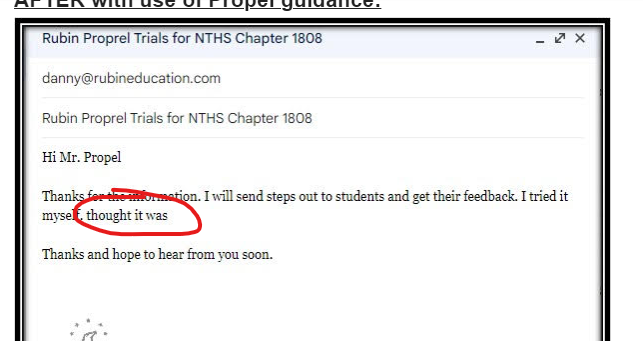 AFTER with use of Propel guidance:
Rubin Proprel Trials for NTHS Chapter 1808
danny@rubineducation.com
Rubin Proprel Trials for NTHS Chapter 1808
Hi Mr. Propel
Thanks for the information. I will send steps out to students and get their feedback. I tried it
myself, thought it was
Thanks and hope to hear from you soon.